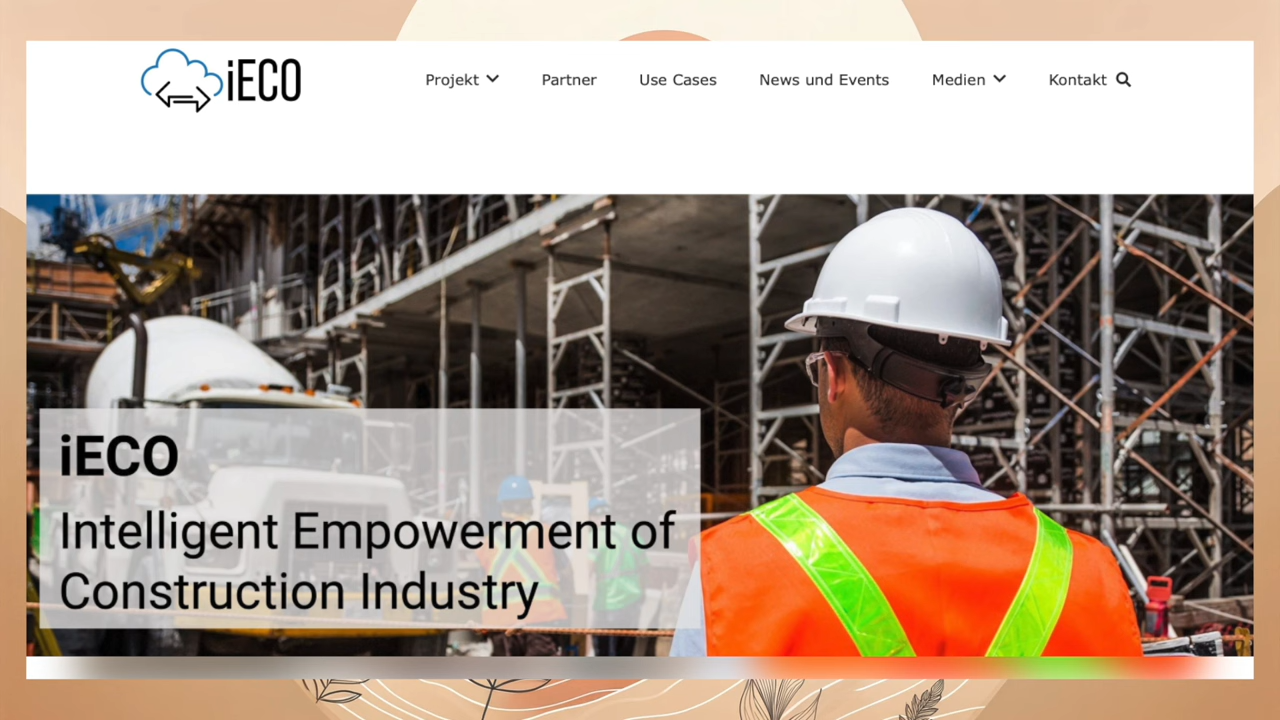 iECO
Projekt
Partner
Use Cases
News und Events
Medien
Kontakt
iECO
Intelligent Empowerment of
Construction Industry